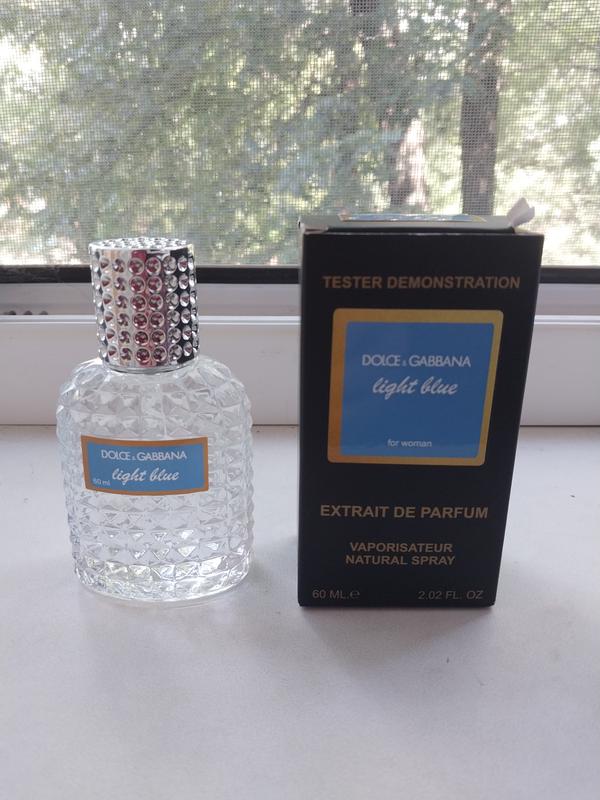 DOLCE & GABBANA
light blue
60 ml
TESTER DEMONSTRATION
DOLCE & GABBANA
light blue
for woman
EXTRAIT DE PARFUM
VAPORISATEUR
NATURAL SPRAY
60 ML.℮
2.02 FL. OZ